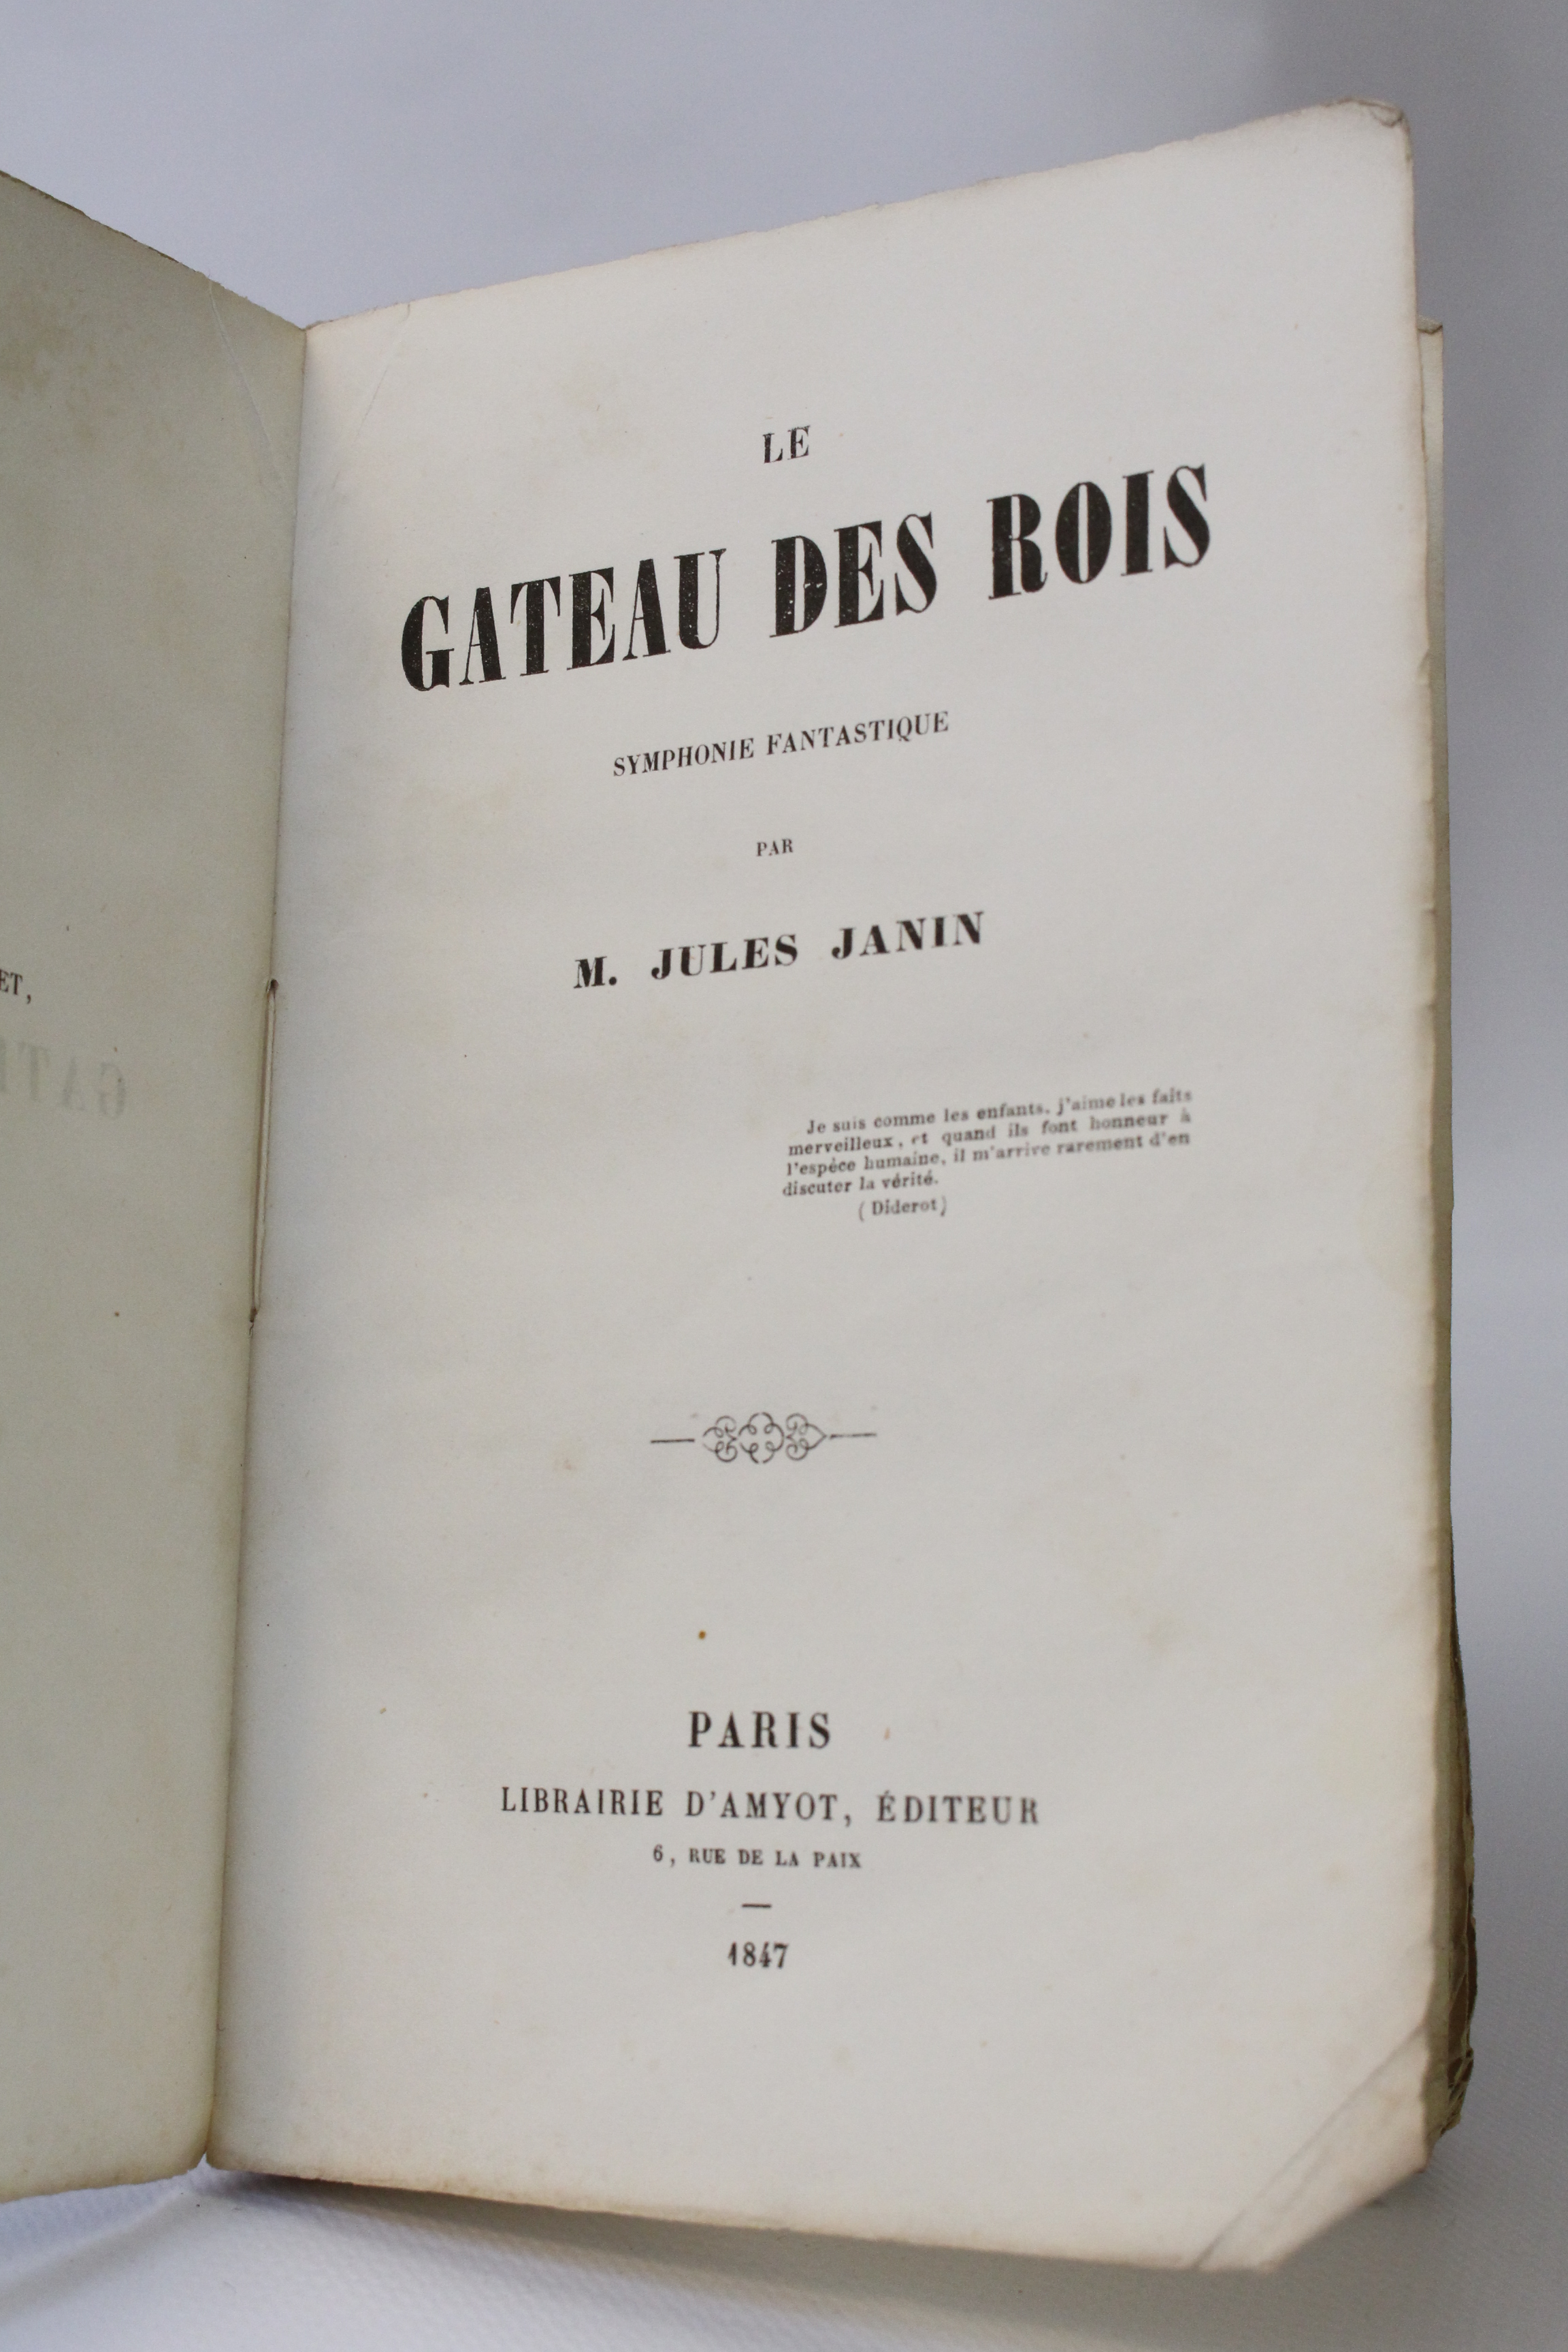 LE
GATEAU DES ROIS
SYMPHONIE FANTASTIQUE
PAR
M. JULES JANIN
Je suis comme les enfants, j'aime les faits
merveilleux, et quand ils font honneur à
l'espèce humaine, il m'arrive rarement d'en
discuter la vérité.
(Diderot)
PARIS
LIBRAIRIE D'AMYOT, ÉDITEUR
6, RUE DE LA PAIX
1847